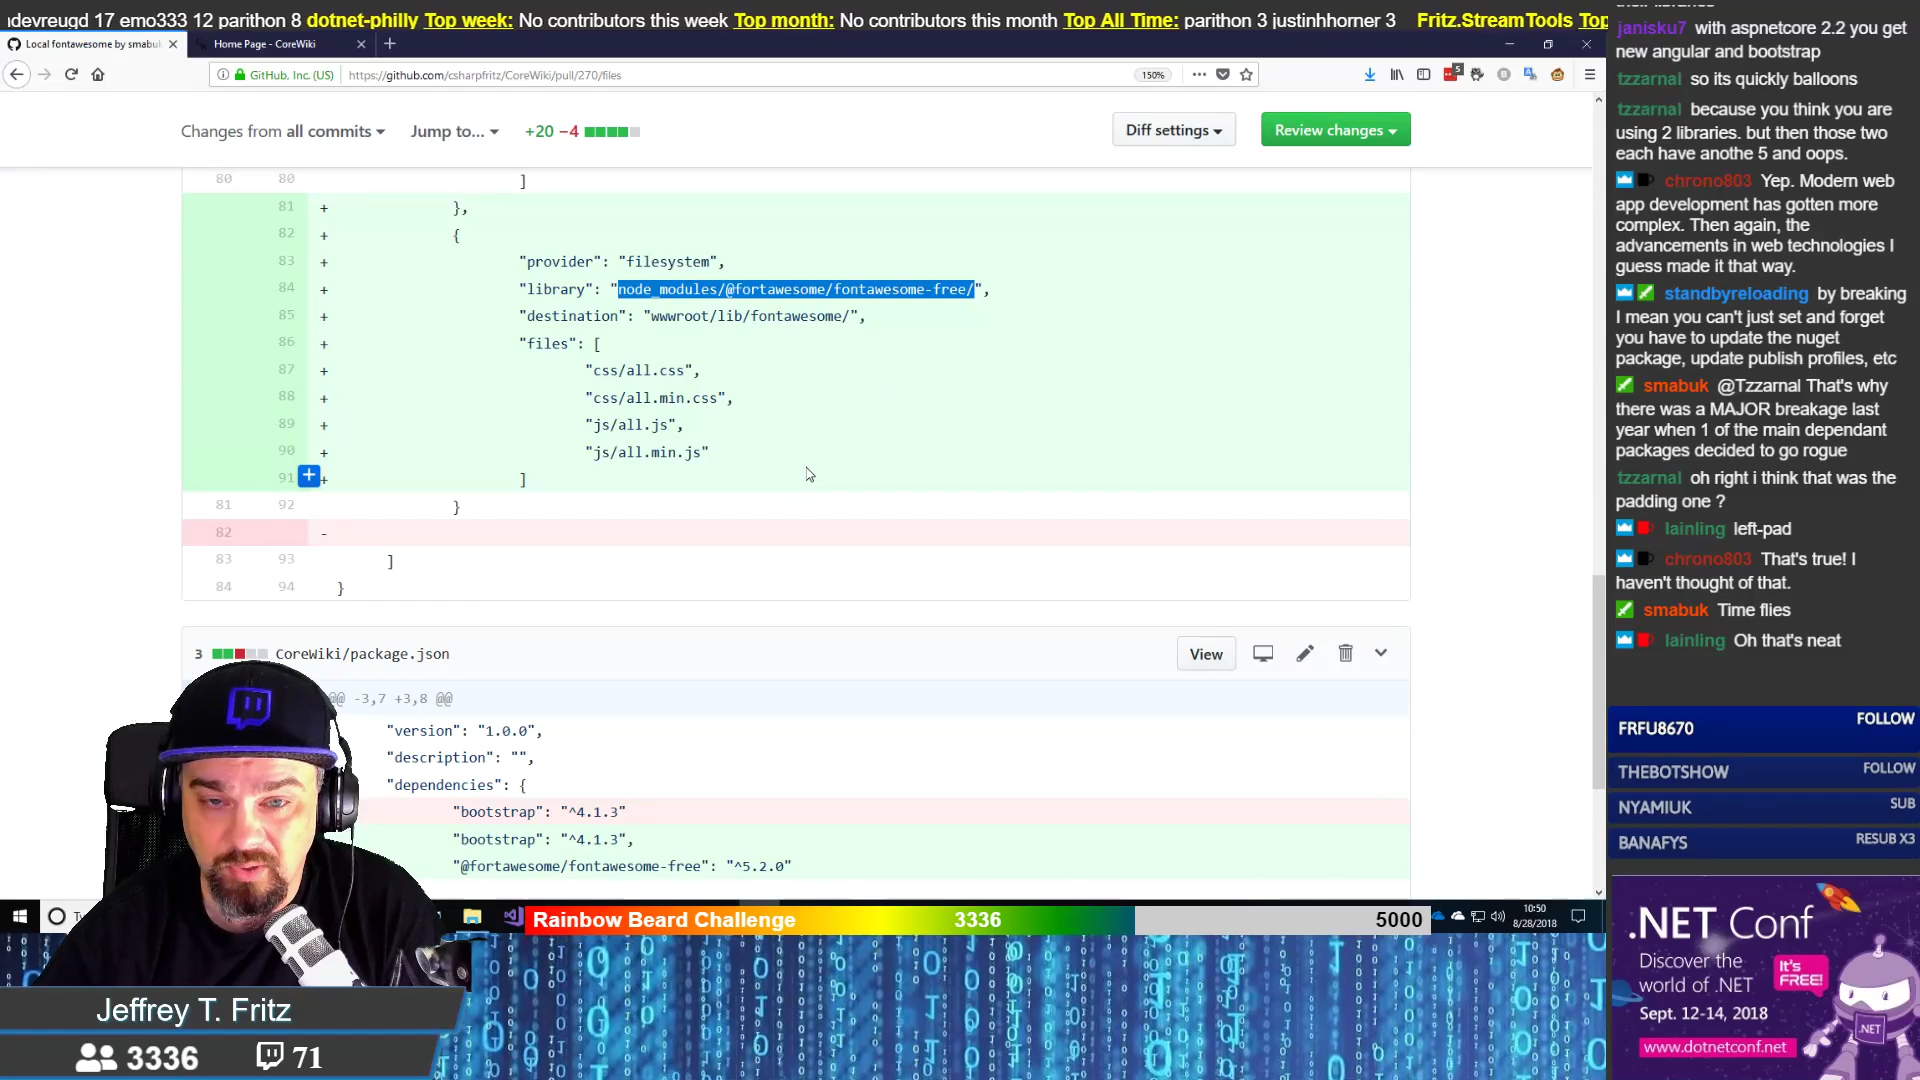 ndevreugd 17 emo333 12 parithon 8 dotnet-philly Top week: No contributors this week Top month: No contributors this month Top All Time: parithon 3 justinhhorner 3 Fritz.StreamTools Top
Local fontawesome by smabuk
Home Page - CoreWiki
GitHub, Inc. (US)
https://github.com/csharpfritz/CoreWiki/pull/270/files
150%
5
Changes from all commits
Jump to...
+20 −4
Diff settings
Review changes
80 80 ]
81 + },
82 + {
83 + "provider": "filesystem",
84 + "library": "node_modules/@fortawesome/fontawesome-free/",
85 + "destination": "wwwroot/lib/fontawesome/",
86 + "files": [
87 + "css/all.css",
88 + "css/all.min.css",
89 + "js/all.js",
90 + "js/all.min.js"
91 + ]
81 92 }
82 -
83 93 ]
84 94 }
3 CoreWiki/package.json
View
@@ -3,7 +3,8 @@
"version": "1.0.0",
"description": "",
"dependencies": {
"bootstrap": "^4.1.3"
"bootstrap": "^4.1.3",
"@fortawesome/fontawesome-free": "^5.2.0"
Rainbow Beard Challenge 3336 5000
10:50
8/28/2018
Jeffrey T. Fritz
3336 71
janisku7 with aspnetcore 2.2 you get
new angular and bootstrap
tzzarnal so its quickly balloons
tzzarnal because you think you are
using 2 libraries. but then those two
each have anothe 5 and oops.
chrono803 Yep. Modern web
app development has gotten more
complex. Then again, the
advancements in web technologies I
guess made it that way.
standbyreloading by breaking
I mean you can't just set and forget
you have to update the nuget
package, update publish profiles, etc
smabuk @Tzzarnal That's why
there was a MAJOR breakage last
year when 1 of the main dependant
packages decided to go rogue
tzzarnal oh right i think that was the
padding one ?
lainling left-pad
chrono803 That's true! I
haven't thought of that.
smabuk Time flies
lainling Oh that's neat
FRFU8670 FOLLOW
THEBOTSHOW FOLLOW
NYAMIUK SUB
BANAFYS RESUB X3
.NET Conf
Discover the
world of .NET
It's
FREE!
Sept. 12-14, 2018
www.dotnetconf.net
.NET